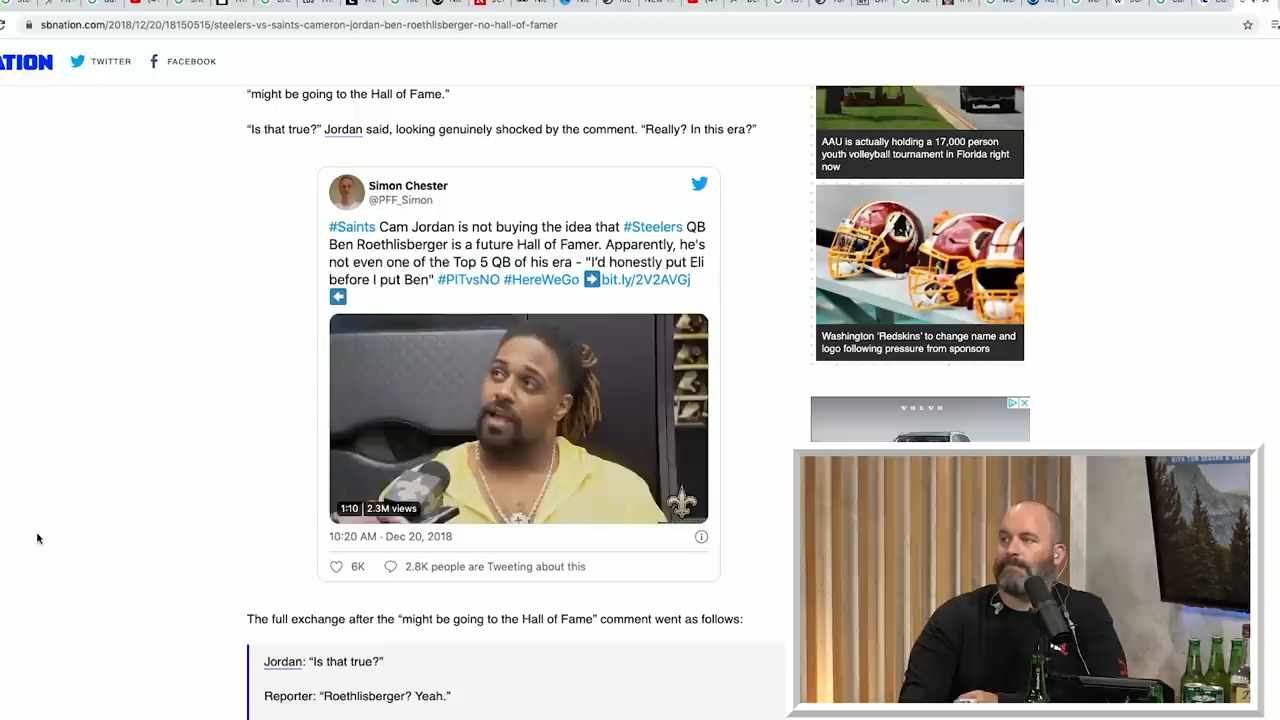 sbnation.com/2018/12/20/18150515/steelers-vs-saints-cameron-jordan-ben-roethlisberger-no-hall-of-famer
ATION
TWITTER
FACEBOOK
“might be going to the Hall of Fame.”
“Is that true?” Jordan said, looking genuinely shocked by the comment. “Really? In this era?”
Simon Chester
@PFF_Simon
#Saints Cam Jordan is not buying the idea that #Steelers QB
Ben Roethlisberger is a future Hall of Famer. Apparently, he's
not even one of the Top 5 QB of his era - "I'd honestly put Eli
before I put Ben" #PITvsNO #HereWeGo ➡️bit.ly/2V2AVGj
⬅️
1:10 2.3M views
10:20 AM · Dec 20, 2018
6K 2.8K people are Tweeting about this
The full exchange after the “might be going to the Hall of Fame” comment went as follows:
Jordan: “Is that true?”
Reporter: “Roethlisberger? Yeah.”
AAU is actually holding a 17,000 person
youth volleyball tournament in Florida right
now
Washington ‘Redskins’ to change name and
logo following pressure from sponsors
VOLVO